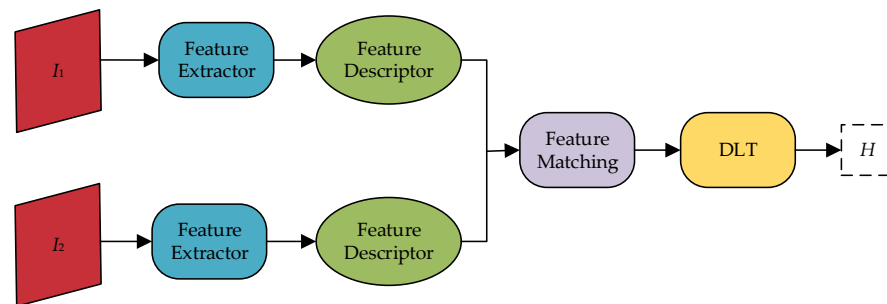 I1
Feature
Extractor
Feature
Descriptor
Feature
Matching
DLT
H
I2
Feature
Extractor
Feature
Descriptor